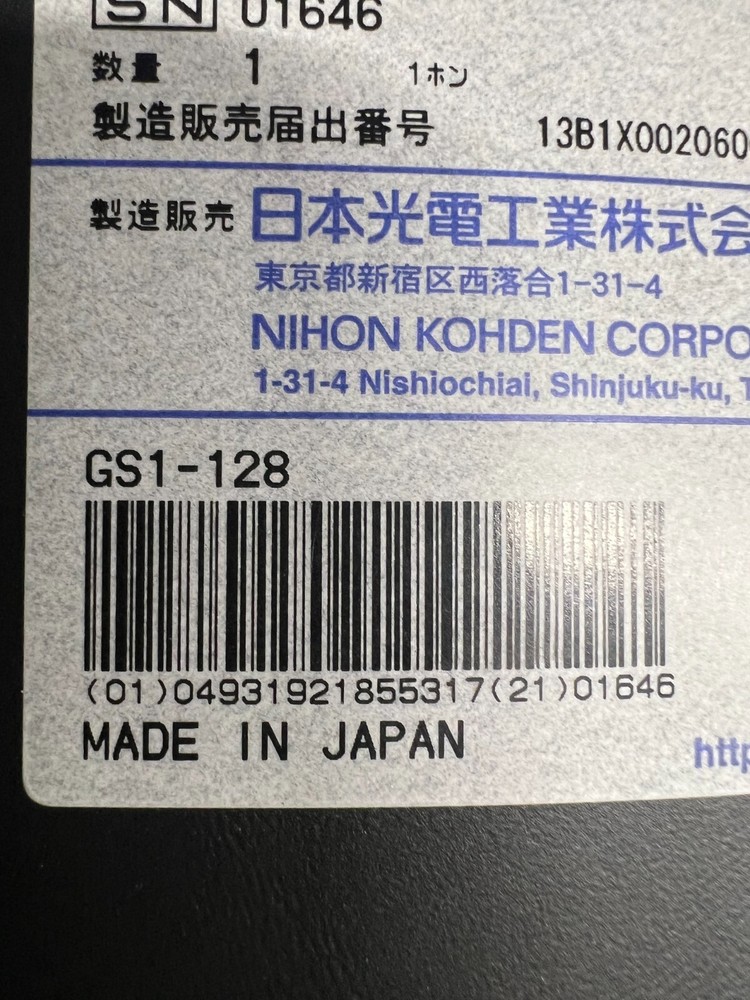 SN 01646
数量 1 1ホン
製造販売届出番号 13B1X0020600
製造販売 日本光電工業株式会
東京都新宿区西落合1-31-4
NIHON KOHDEN CORPO
1-31-4 Nishiochiai, Shinjuku-ku, T
GS1-128
(01)04931921855317(21)01646
MADE IN JAPAN
http